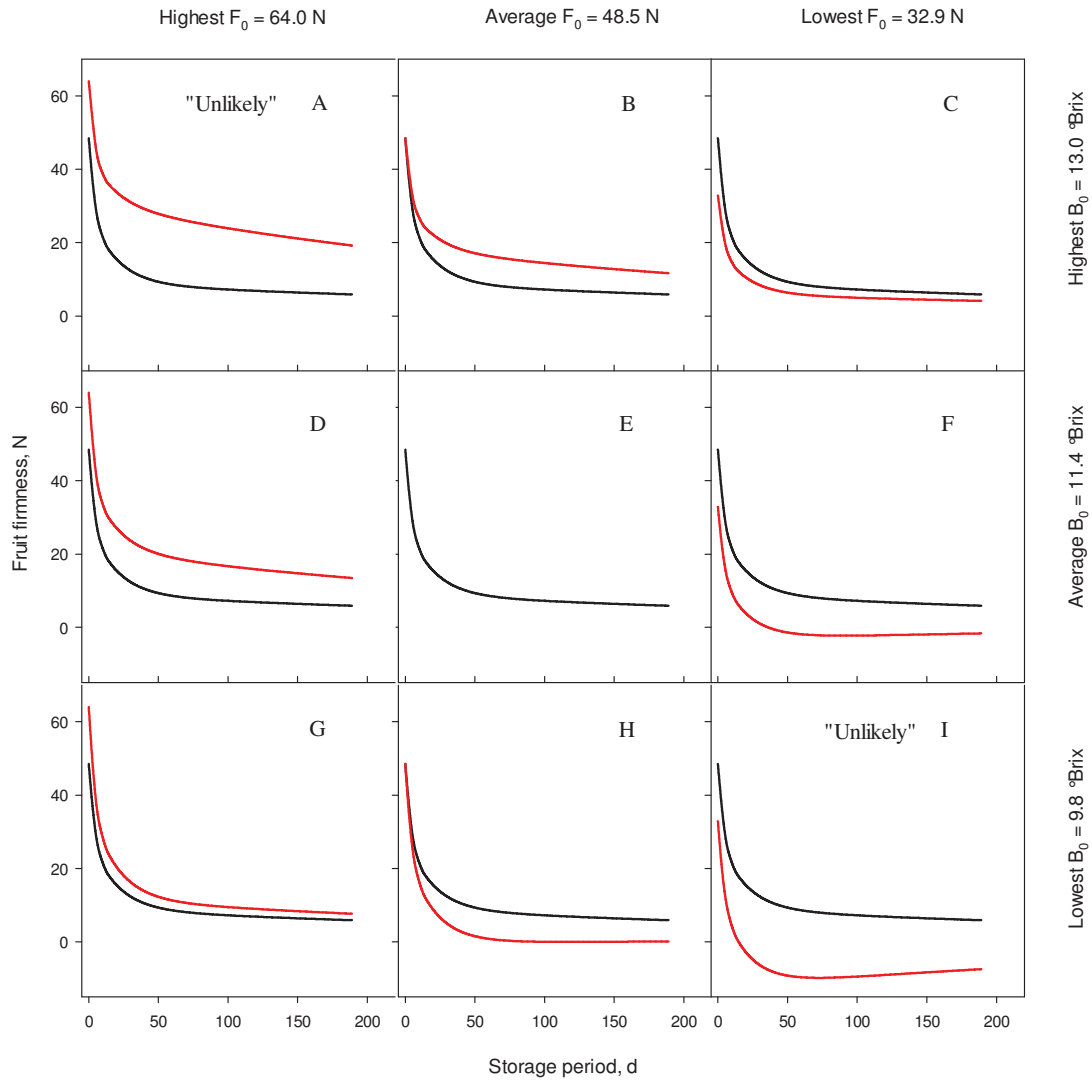 Highest F0 = 64.0 N
Average F0 = 48.5 N
Lowest F0 = 32.9 N
"Unlikely" A
B
C
60
40
20
0
Highest B0 = 13.0 °Brix
D
E
F
60
40
20
0
Fruit firmness, N
Average B0 = 11.4 °Brix
G
H
"Unlikely" I
60
40
20
0
Lowest B0 = 9.8 °Brix
0 50 100 150 200
0 50 100 150 200
0 50 100 150 200
Storage period, d